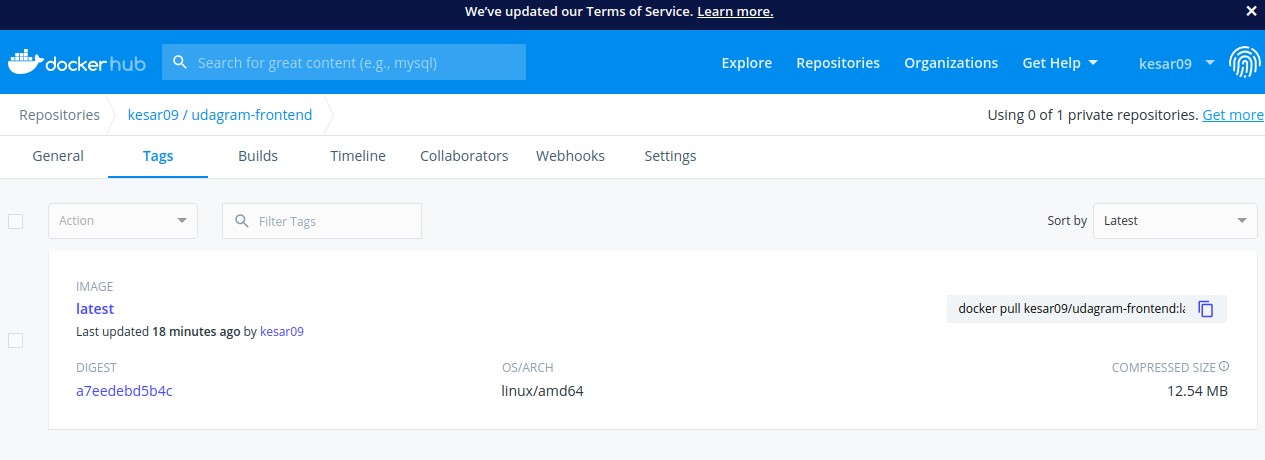 We've updated our Terms of Service. Learn more. ×
docker hub Search for great content (e.g., mysql) Explore Repositories Organizations Get Help kesar09
Repositories kesar09 / udagram-frontend Using 0 of 1 private repositories. Get more
General Tags Builds Timeline Collaborators Webhooks Settings
Action Filter Tags Sort by Latest
IMAGE
latest docker pull kesar09/udagram-frontend:la
Last updated 18 minutes ago by kesar09
DIGEST OS/ARCH COMPRESSED SIZE
a7eedebd5b4c linux/amd64 12.54 MB